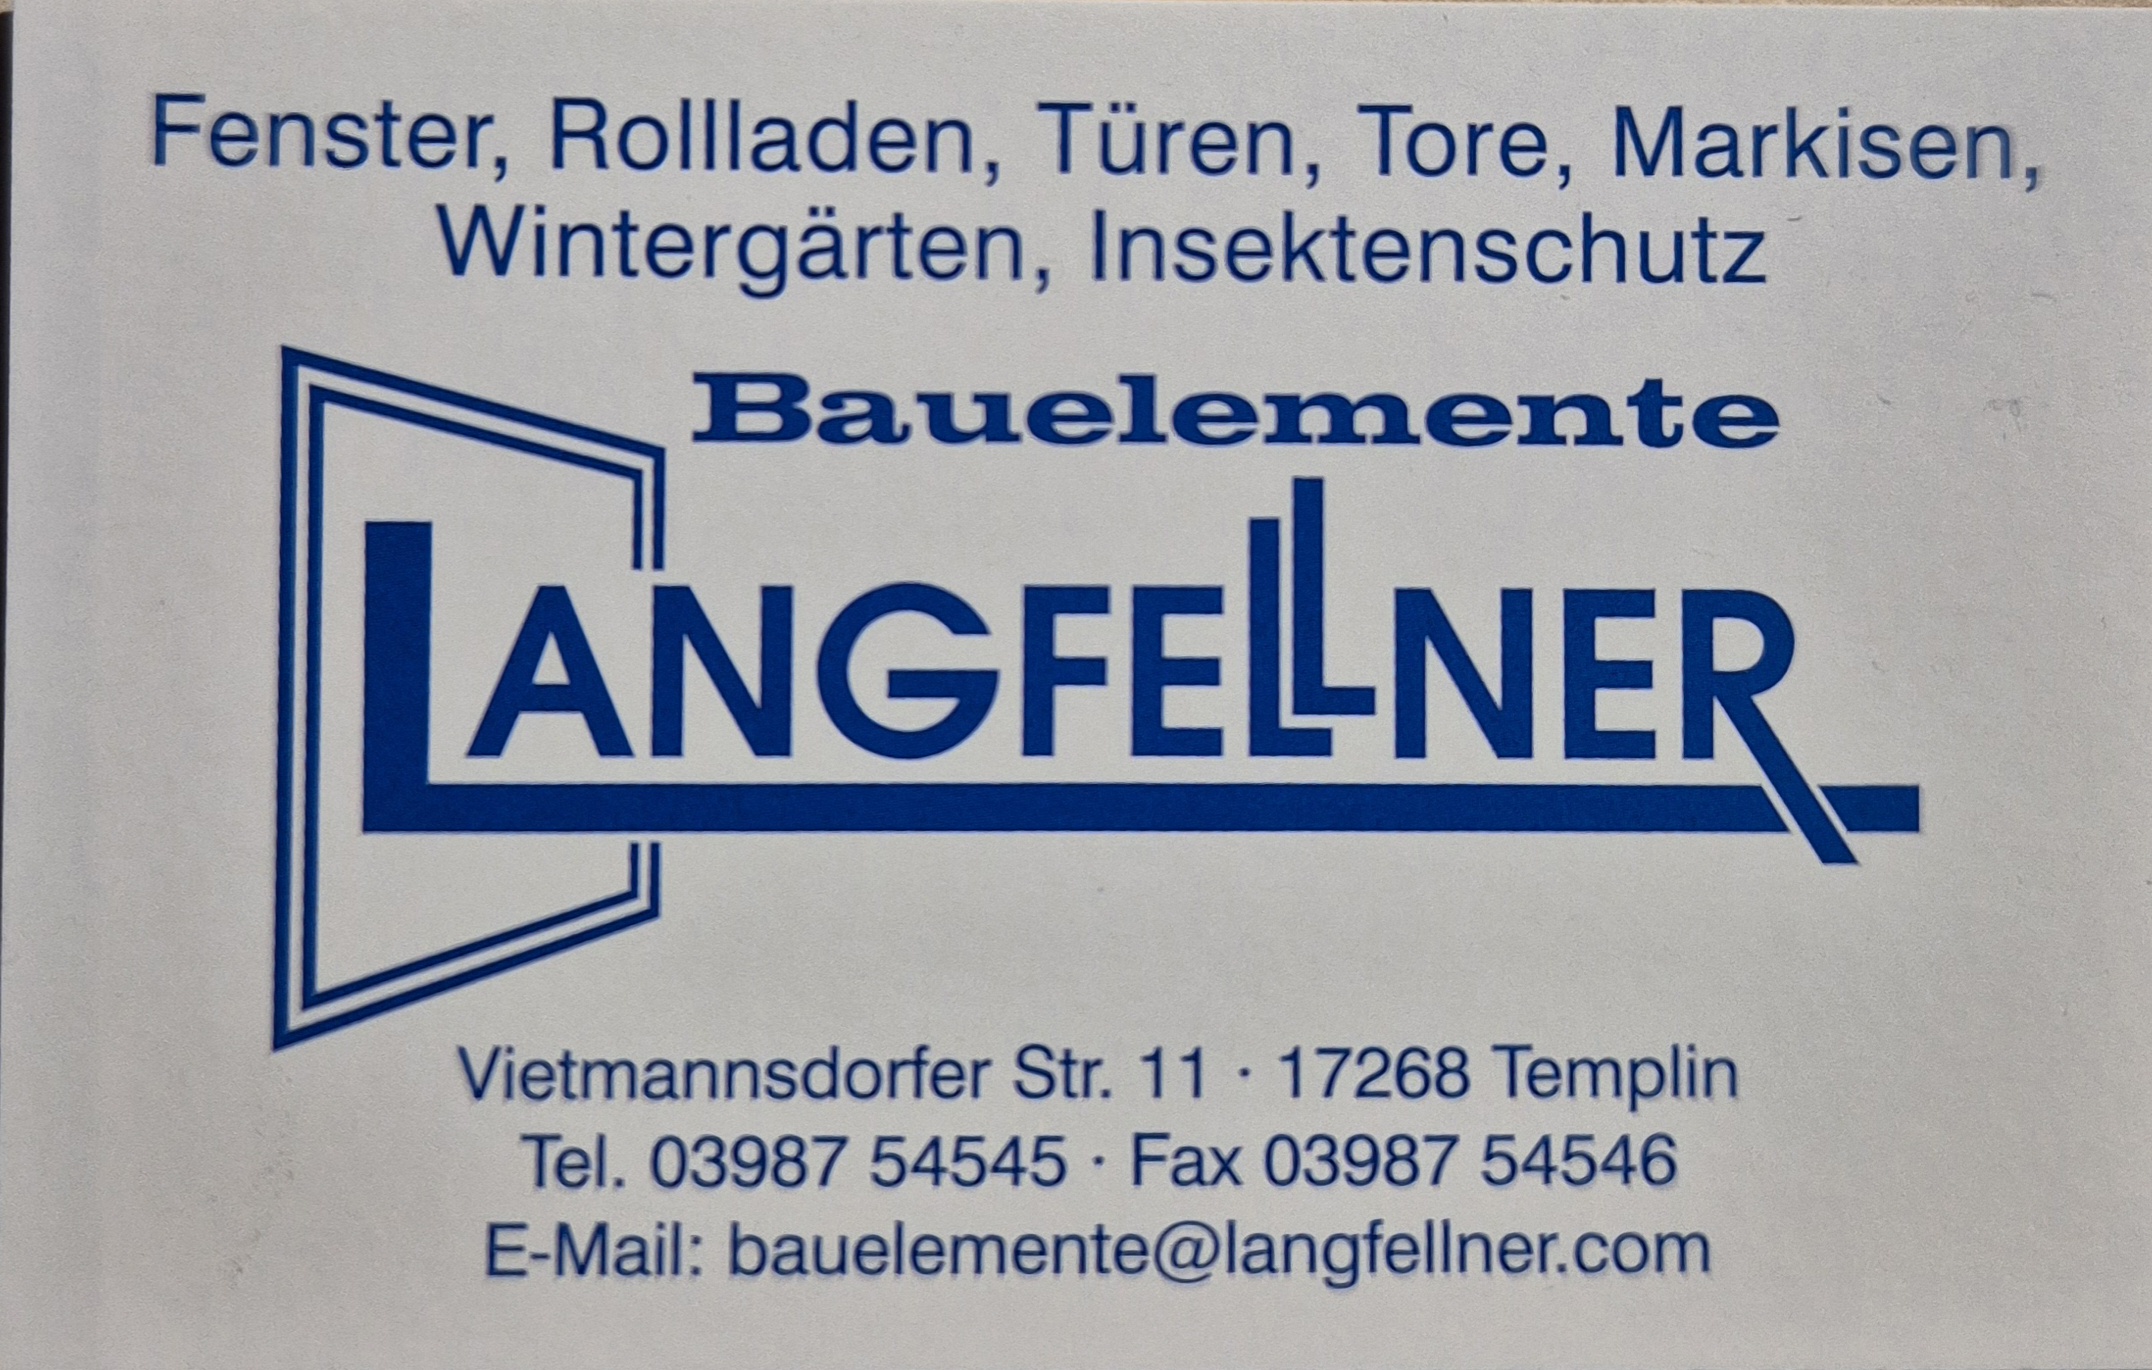 Fenster, Rollladen, Türen, Tore, Markisen,
Wintergärten, Insektenschutz
Bauelemente
LANGFELLNER
Vietmannsdorfer Str. 11 · 17268 Templin
Tel. 03987 54545 · Fax 03987 54546
E-Mail: bauelemente@langfellner.com